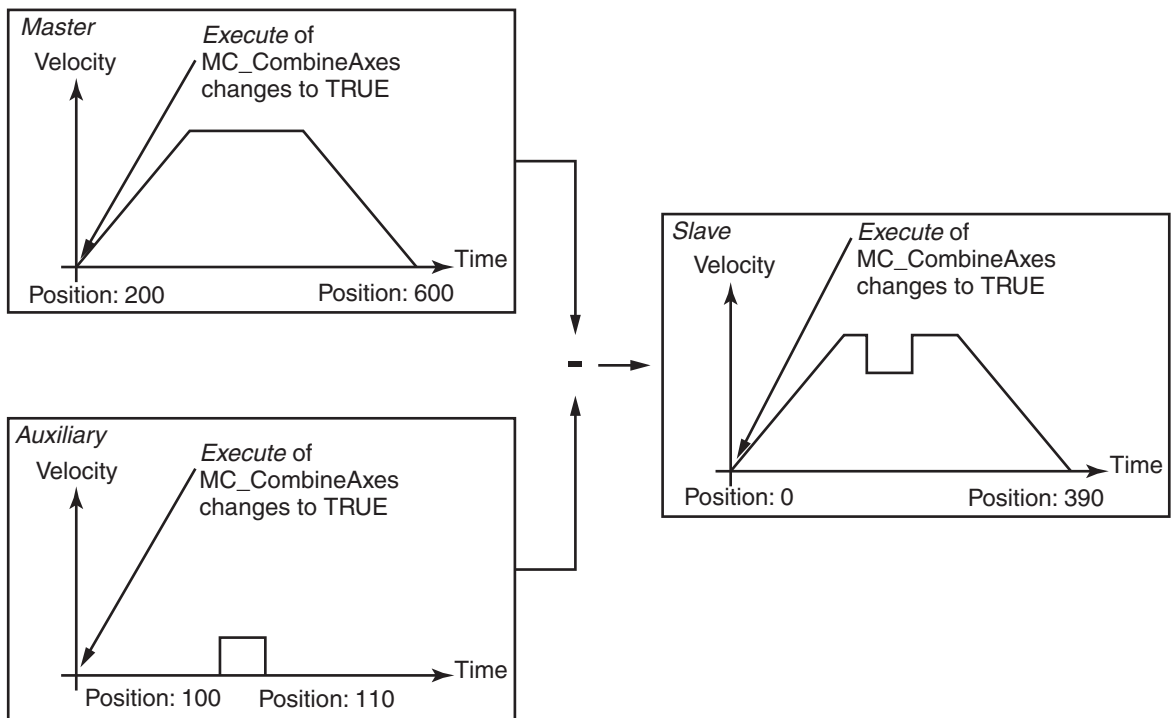 Master
Velocity
Execute of
MC_CombineAxes
changes to TRUE
Time
Position: 200
Position: 600
Auxiliary
Velocity
Execute of
MC_CombineAxes
changes to TRUE
Time
Position: 100
Position: 110
-
Slave
Velocity
Execute of
MC_CombineAxes
changes to TRUE
Time
Position: 0
Position: 390